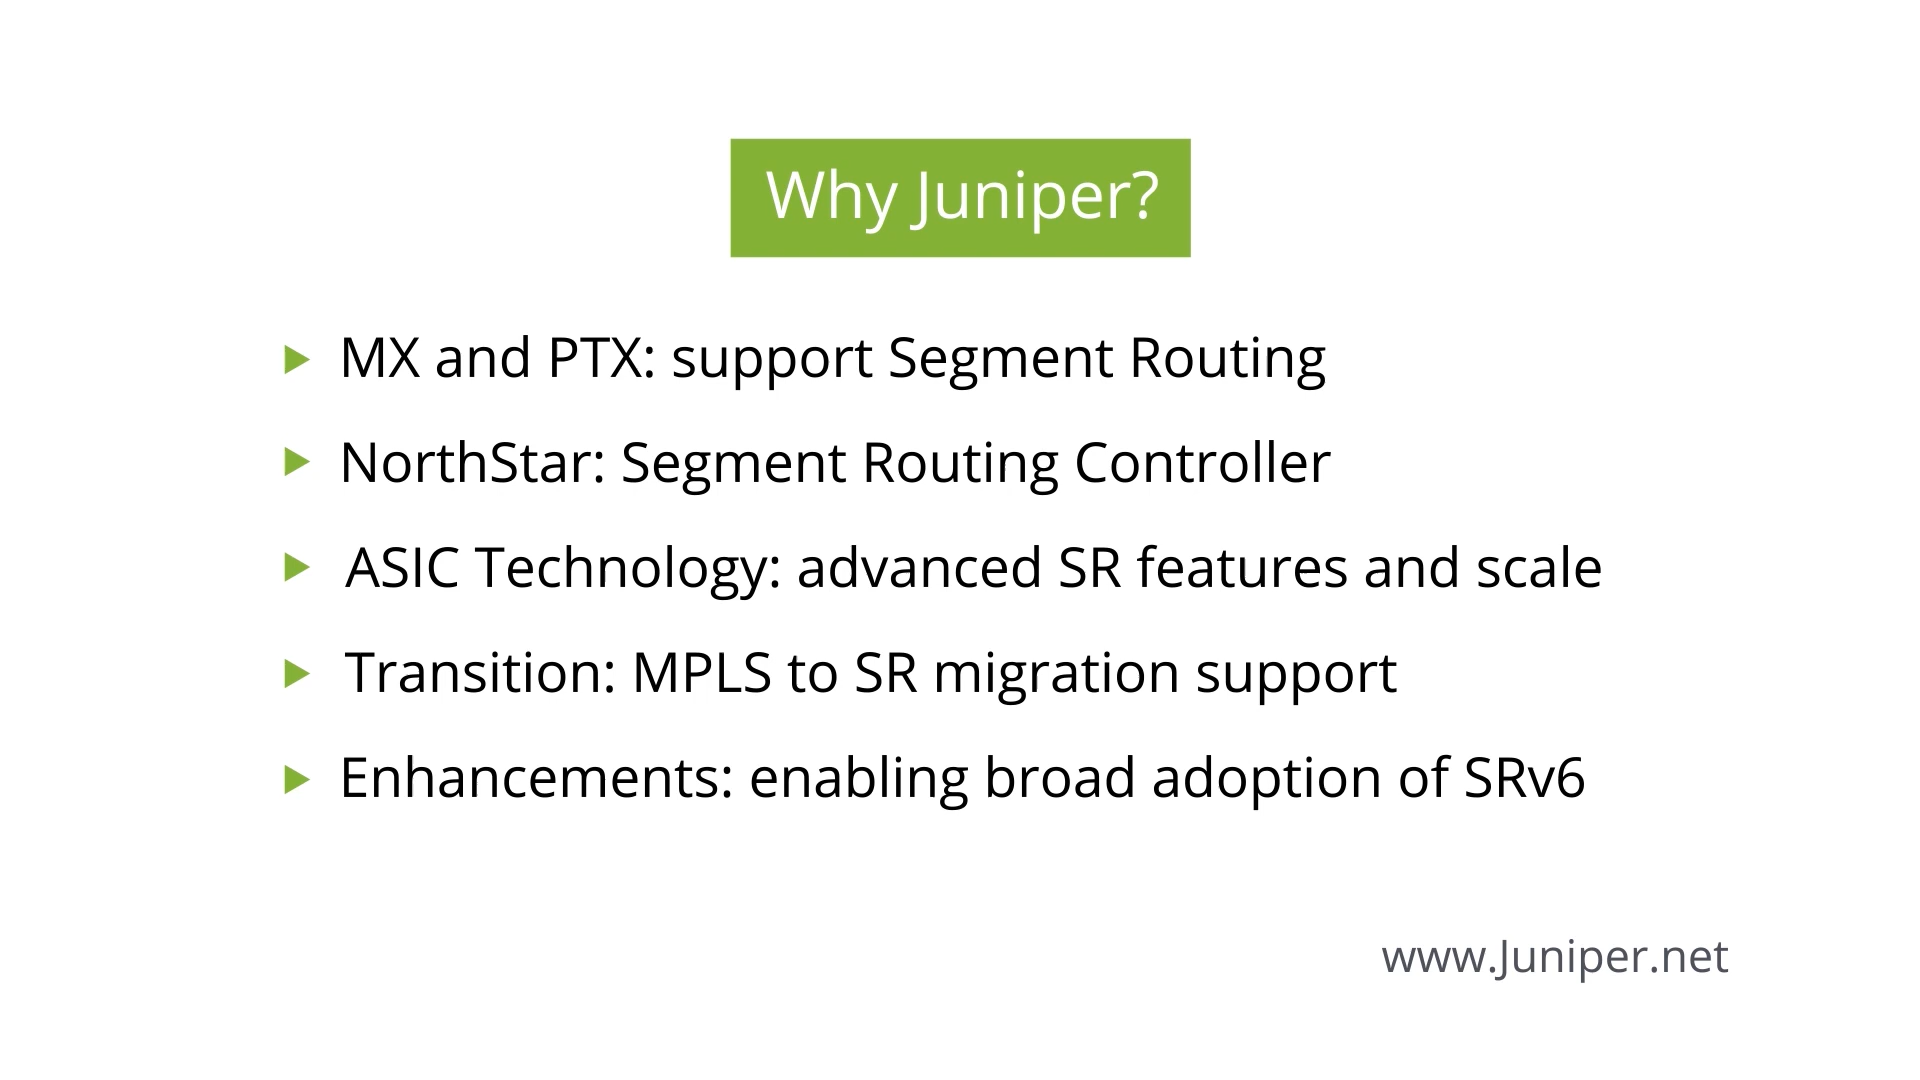 Why Juniper?
MX and PTX: support Segment Routing
NorthStar: Segment Routing Controller
ASIC Technology: advanced SR features and scale
Transition: MPLS to SR migration support
Enhancements: enabling broad adoption of SRv6
www.Juniper.net